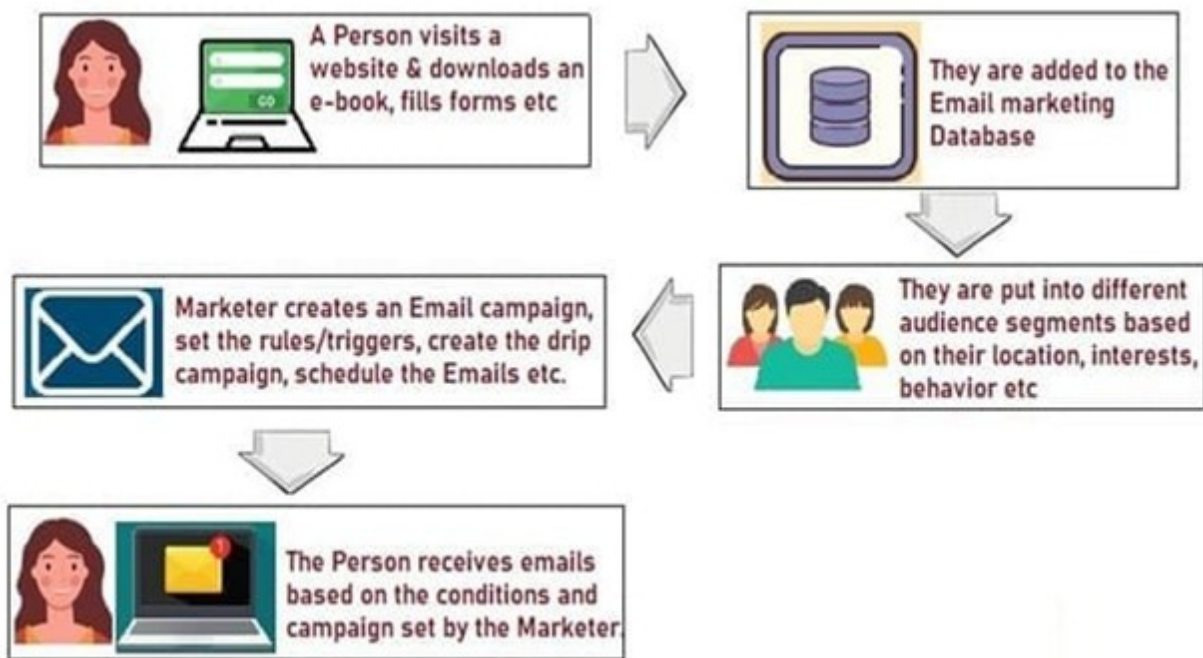 A Person visits a
website & downloads an
e-book, fills forms etc
GO
They are added to the
Email marketing
Database
They are put into different
audience segments based
on their location, interests,
behavior etc
Marketer creates an Email campaign,
set the rules/triggers, create the drip
campaign, schedule the Emails etc.
1
The Person receives emails
based on the conditions and
campaign set by the Marketer.